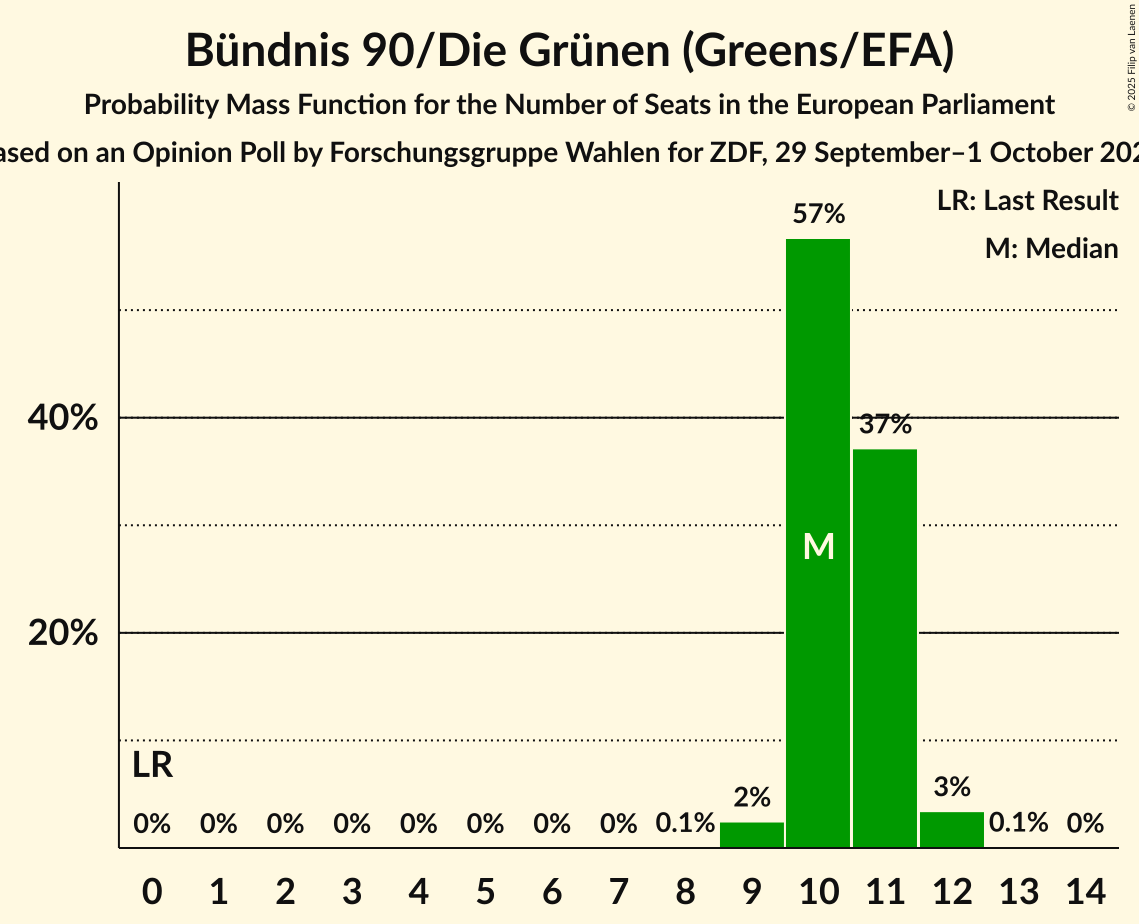 Bündnis 90/Die Grünen (Greens/EFA)
Probability Mass Function for the Number of Seats in the European Parliament
on an Opinion Poll by Forschungsgruppe Wahlen for ZDF, 29 September–1 October
© 2025 Filip van Laenen
LR: Last Result
M: Median
57%
40%
37%
M
20%
LR
0% 0% 0% 0% 0% 0% 0% 0% 0.1% 2% 3% 0.1% 0%
0 1 2 3 4 5 6 7 8 9 10 11 12 13 14